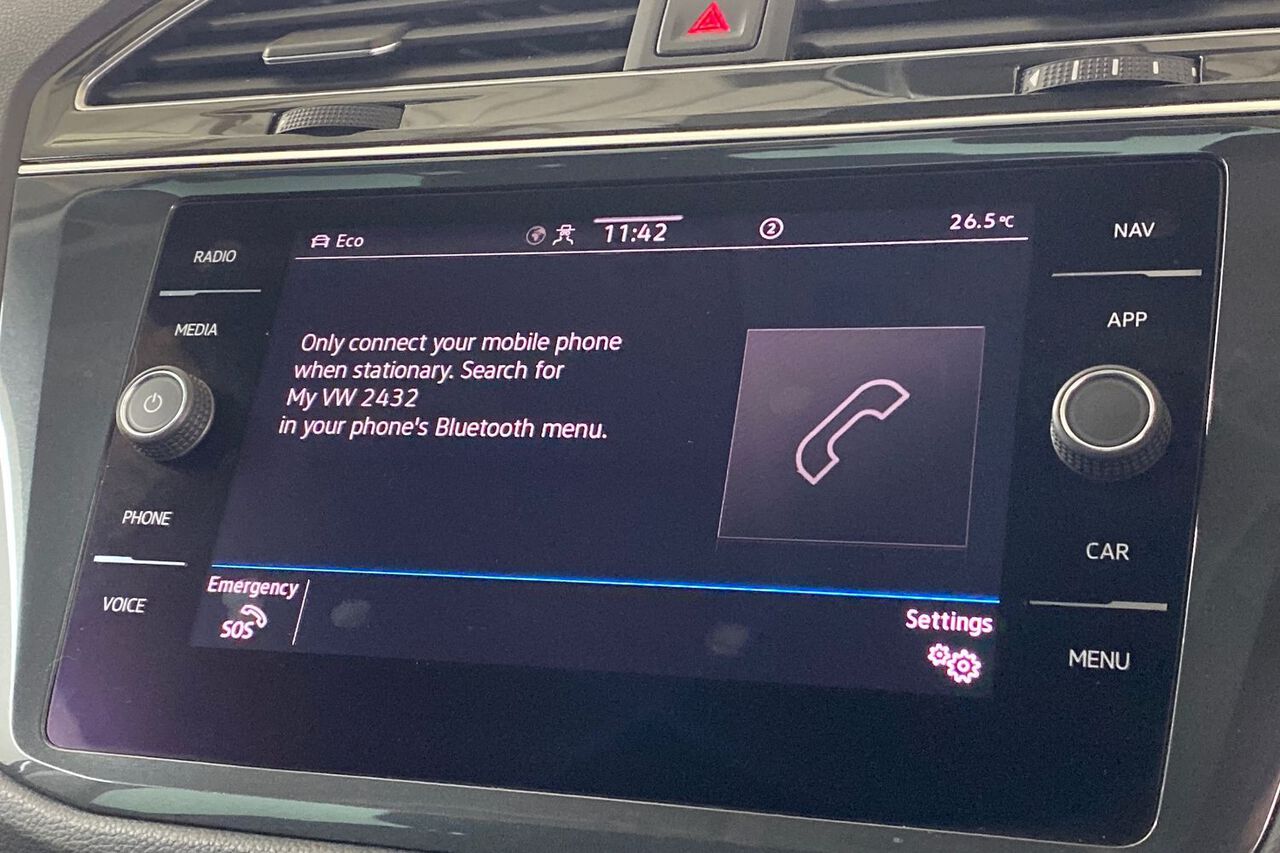 RADIO
MEDIA
PHONE
VOICE
Eco
11:42
2
26.5°C
Only connect your mobile phone
when stationary. Search for
My VW 2432
in your phone's Bluetooth menu.
Emergency
SOS
Settings
NAV
APP
CAR
MENU